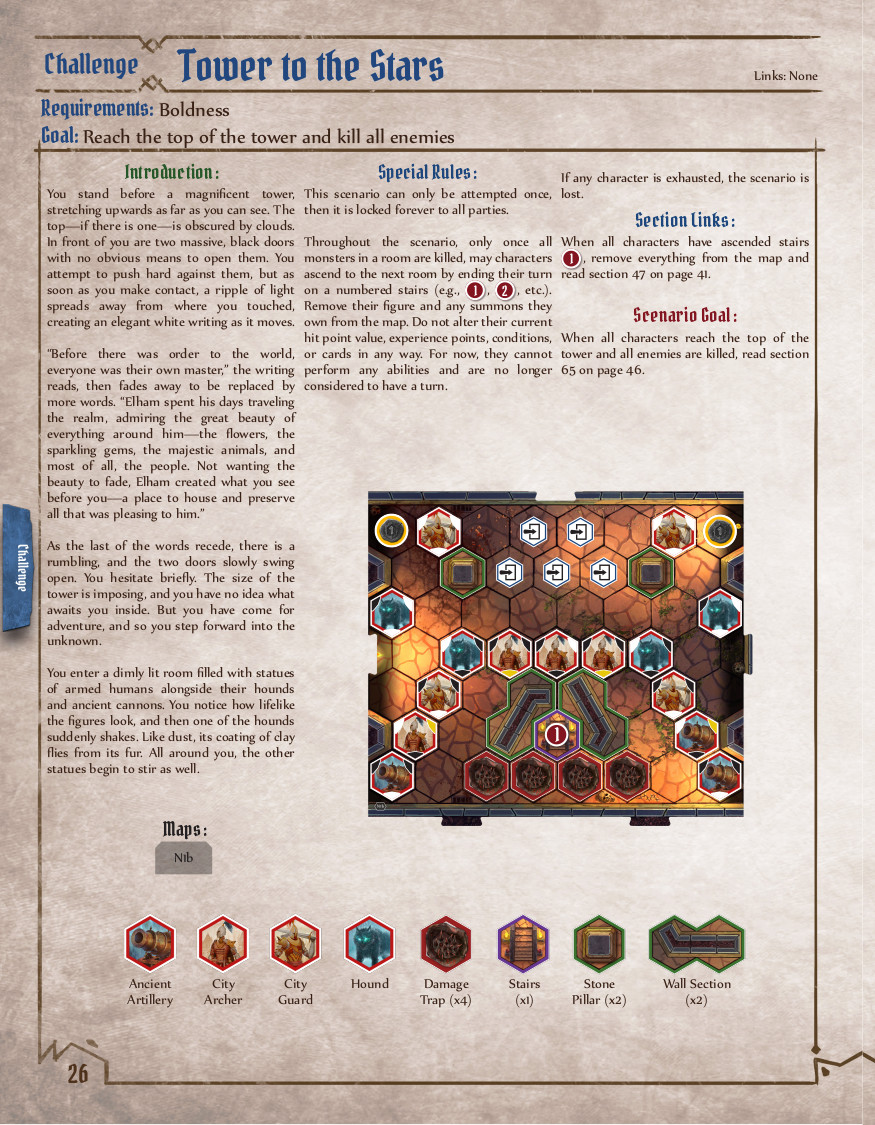 Challenge
Tower to the Stars
Links: None
Requirements: Boldness
Goal: Reach the top of the tower and kill all enemies
Introduction:
You stand before a magnificent tower,
stretching upwards as far as you can see. The
top—if there is one—is obscured by clouds.
In front of you are two massive, black doors
with no obvious means to open them. You
attempt to push hard against them, but as
soon as you make contact, a ripple of light
spreads away from where you touched,
creating an elegant white writing as it moves.
“Before there was order to the world,
everyone was their own master,” the writing
reads, then fades away to be replaced by
more words. “Elham spent his days traveling
the realm, admiring the great beauty of
everything around him—the flowers, the
sparkling gems, the majestic animals, and
most of all, the people. Not wanting the
beauty to fade, Elham created what you see
before you—a place to house and preserve
all that was pleasing to him.”
As the last of the words recede, there is a
rumbling, and the two doors slowly swing
open. You hesitate briefly. The size of the
tower is imposing, and you have no idea what
awaits you inside. But you have come for
adventure, and so you step forward into the
unknown.
You enter a dimly lit room filled with statues
of armed humans alongside their hounds
and ancient cannons. You notice how lifelike
the figures look, and then one of the hounds
suddenly shakes. Like dust, its coating of clay
flies from its fur. All around you, the other
statues begin to stir as well.
Special Rules:
This scenario can only be attempted once,
then it is locked forever to all parties.
Throughout the scenario, only once all
monsters in a room are killed, may characters
ascend to the next room by ending their turn
on a numbered stairs (e.g., 1, 2, etc.).
Remove their figure and any summons they
own from the map. Do not alter their current
hit point value, experience points, conditions,
or cards in any way. For now, they cannot
perform any abilities and are no longer
considered to have a turn.
If any character is exhausted, the scenario is
lost.
Section Links:
When all characters have ascended stairs
1, remove everything from the map and
read section 47 on page 41.
Scenario Goal:
When all characters reach the top of the
tower and all enemies are killed, read section
65 on page 46.
Challenge
1
Maps:
N1b
Ancient
Artillery
City
Archer
City
Guard
Hound
Damage
Trap (x4)
Stairs
(x1)
Stone
Pillar (x2)
Wall Section
(x2)
26